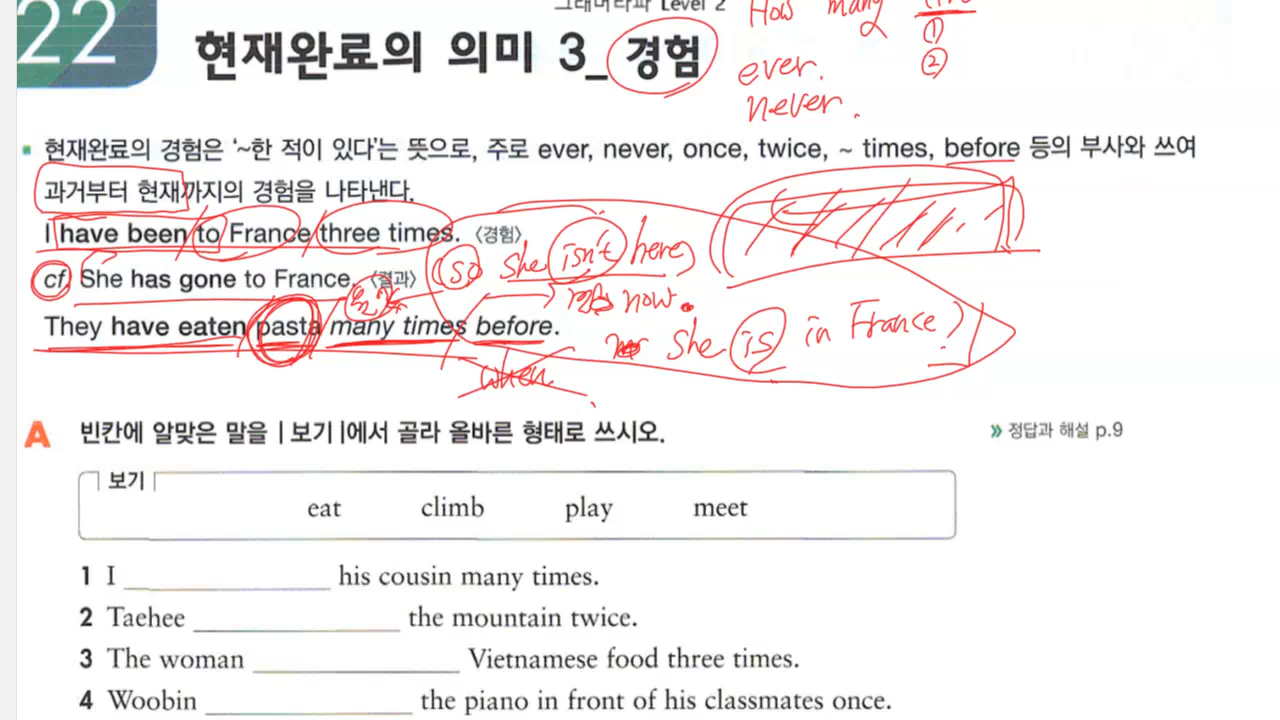 22
그래머타파 Level 2
How many
현재완료의 의미 3_ 경험
①
②
ever.
never.
현재완료의 경험은 '~한 적이 있다'는 뜻으로, 주로 ever, never, once, twice, ~ times, before 등의 부사와 쓰여
과거부터 현재까지의 경험을 나타낸다.
I have been to France three times. 〈경험〉
(so she isn't here)
cf. She has gone to France. 〈결과〉
now.
They have eaten pasta many times before.
She is in France)
when
A 빈칸에 알맞은 말을 |보기|에서 골라 올바른 형태로 쓰시오.
» 정답과 해설 p.9
보기
eat climb play meet
1 I ____________ his cousin many times.
2 Taehee ____________ the mountain twice.
3 The woman ____________ Vietnamese food three times.
4 Woobin ____________ the piano in front of his classmates once.